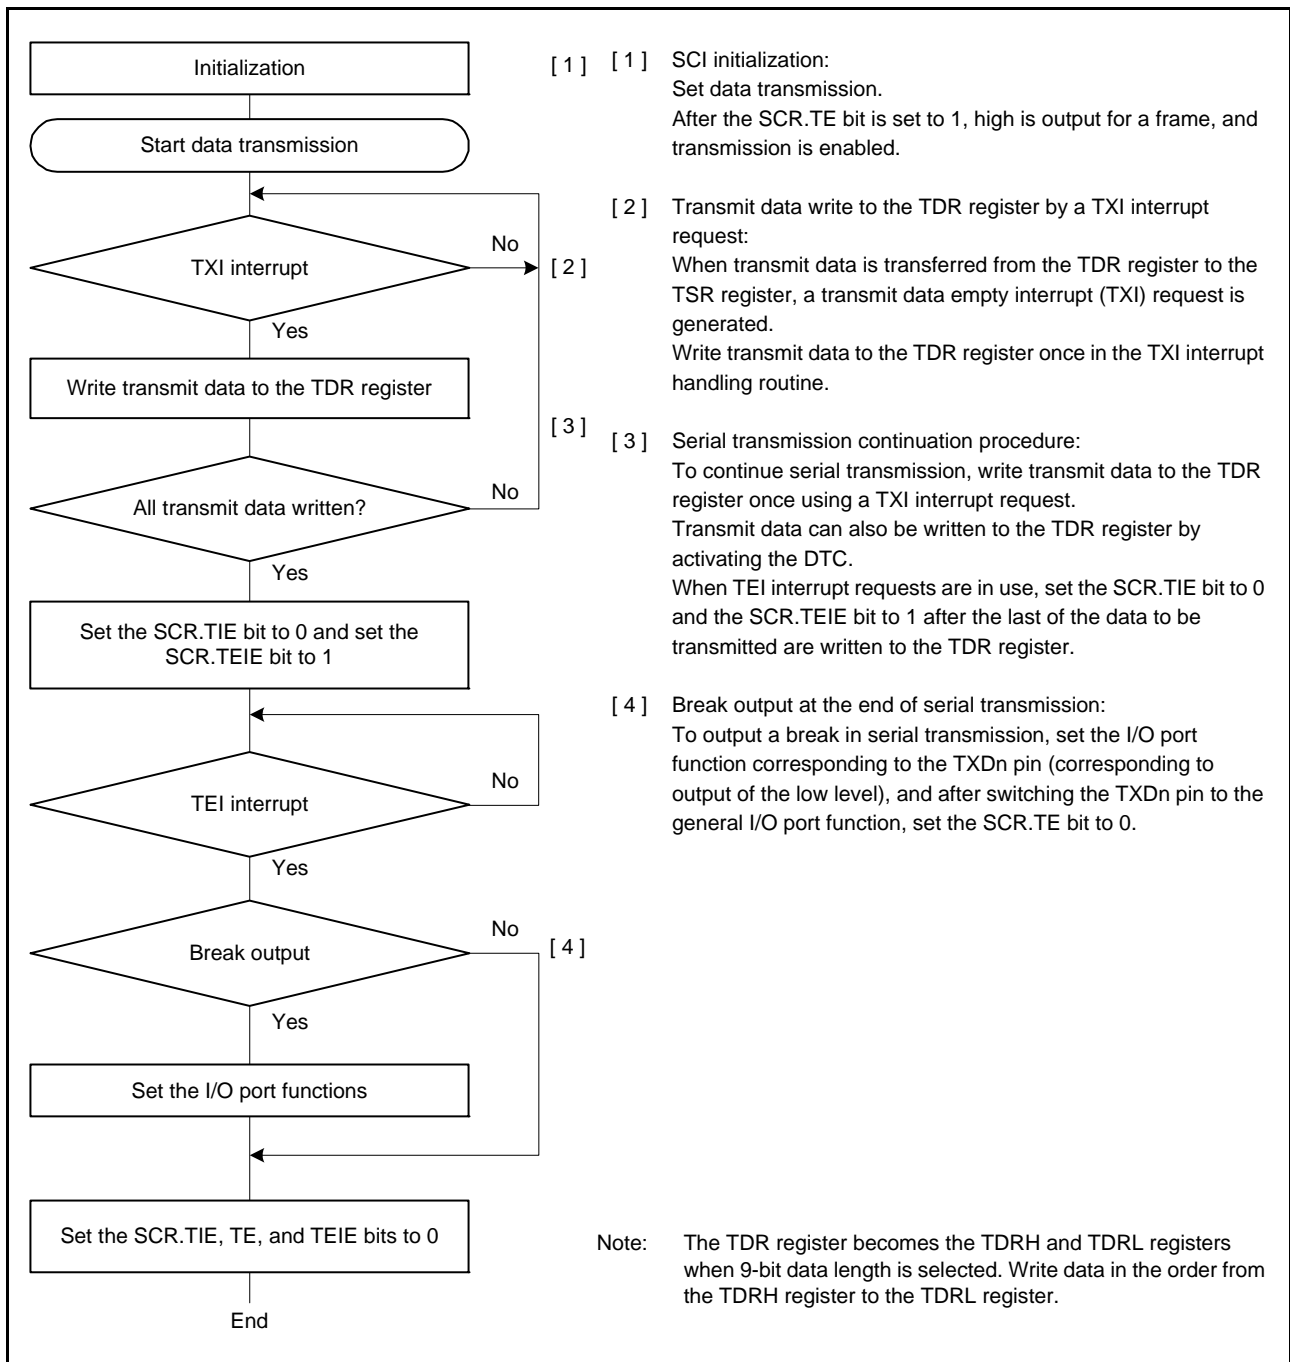 Initialization
[ 1 ]
Start data transmission
TXI interrupt
No
[ 2 ]
Yes
Write transmit data to the TDR register
[ 3 ]
All transmit data written?
No
Yes
Set the SCR.TIE bit to 0 and set the
SCR.TEIE bit to 1
TEI interrupt
No
Yes
Break output
No
[ 4 ]
Yes
Set the I/O port functions
Set the SCR.TIE, TE, and TEIE bits to 0
End
[ 1 ] SCI initialization:
Set data transmission.
After the SCR.TE bit is set to 1, high is output for a frame, and
transmission is enabled.
[ 2 ] Transmit data write to the TDR register by a TXI interrupt
request:
When transmit data is transferred from the TDR register to the
TSR register, a transmit data empty interrupt (TXI) request is
generated.
Write transmit data to the TDR register once in the TXI interrupt
handling routine.
[ 3 ] Serial transmission continuation procedure:
To continue serial transmission, write transmit data to the TDR
register once using a TXI interrupt request.
Transmit data can also be written to the TDR register by
activating the DTC.
When TEI interrupt requests are in use, set the SCR.TIE bit to 0
and the SCR.TEIE bit to 1 after the last of the data to be
transmitted are written to the TDR register.
[ 4 ] Break output at the end of serial transmission:
To output a break in serial transmission, set the I/O port
function corresponding to the TXDn pin (corresponding to
output of the low level), and after switching the TXDn pin to the
general I/O port function, set the SCR.TE bit to 0.
Note: The TDR register becomes the TDRH and TDRL registers
when 9-bit data length is selected. Write data in the order from
the TDRH register to the TDRL register.